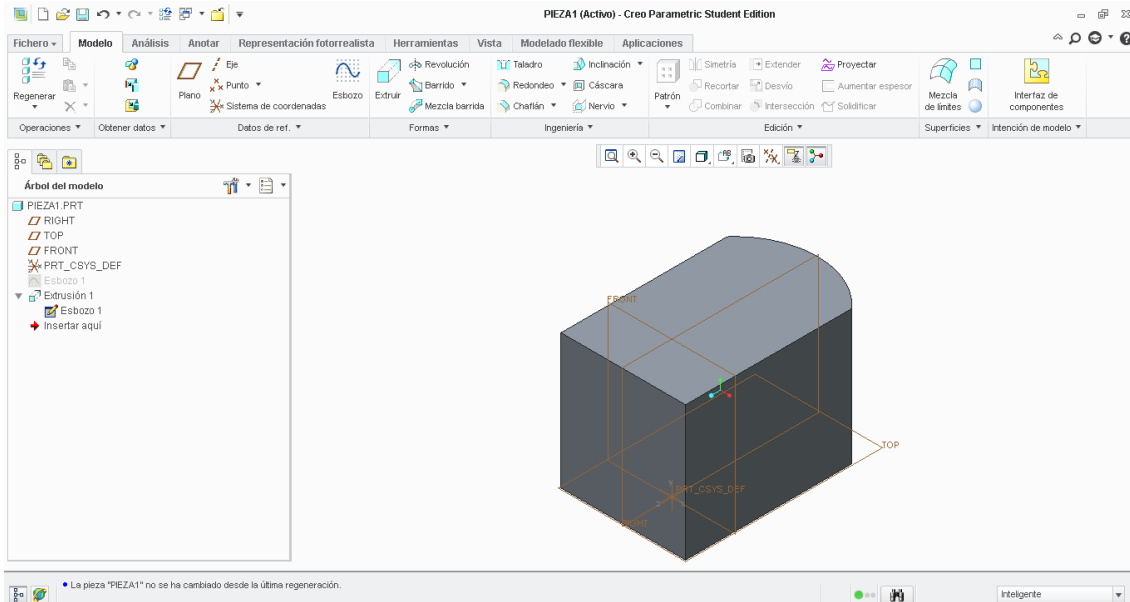 PIEZA1 (Activo) - Creo Parametric Student Edition
Fichero Modelo Análisis Anotar Representación fotorrealista Herramientas Vista Modelado flexible Aplicaciones
Regenerar
Operaciones
Obtener datos
Plano
Eje
Punto
Sistema de coordenadas
Esbozo
Datos de ref.
Extruir
Revolución
Barrido
Mezcla barrida
Formas
Taladro
Redondeo
Chaflán
Inclinación
Cáscara
Nervio
Ingeniería
Patrón
Simetría
Recortar
Combinar
Extender
Desvío
Intersección
Proyectar
Aumentar espesor
Solidificar
Edición
Mezcla
de límites
Superficies
Interfaz de
componentes
Intención de modelo
Árbol del modelo
PIEZA1.PRT
RIGHT
TOP
FRONT
PRT_CSYS_DEF
Esbozo 1
Extrusión 1
Esbozo 1
Insertar aquí
FRONT
TOP
PRT_CSYS_DEF
RIGHT
La pieza "PIEZA1" no se ha cambiado desde la última regeneración.
Inteligente